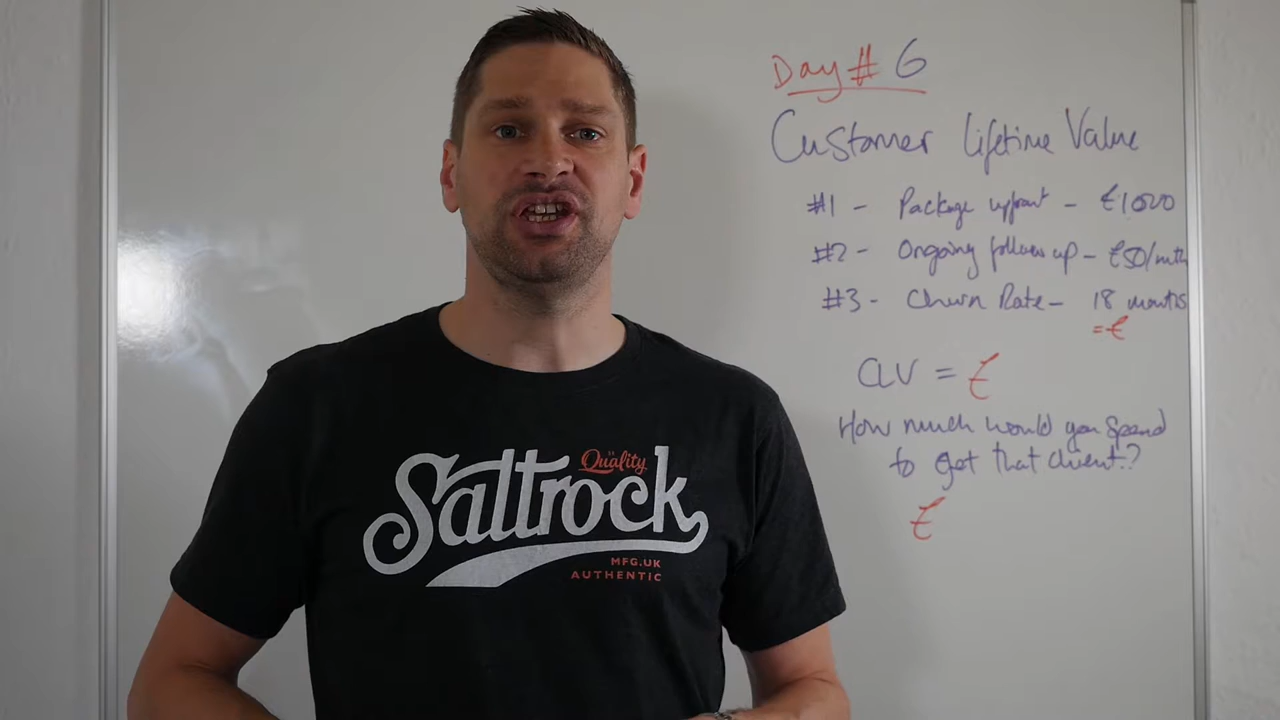 Day # 6
Customer Lifetime Value
#1 - Package upfront - £1000
#2 - Ongoing follow up - £50/mth
#3 - Churn Rate - 18 months
= £
CLV = £
How much would you spend
to get that client?
£
Quality
Saltrock
MFG.UK
AUTHENTIC